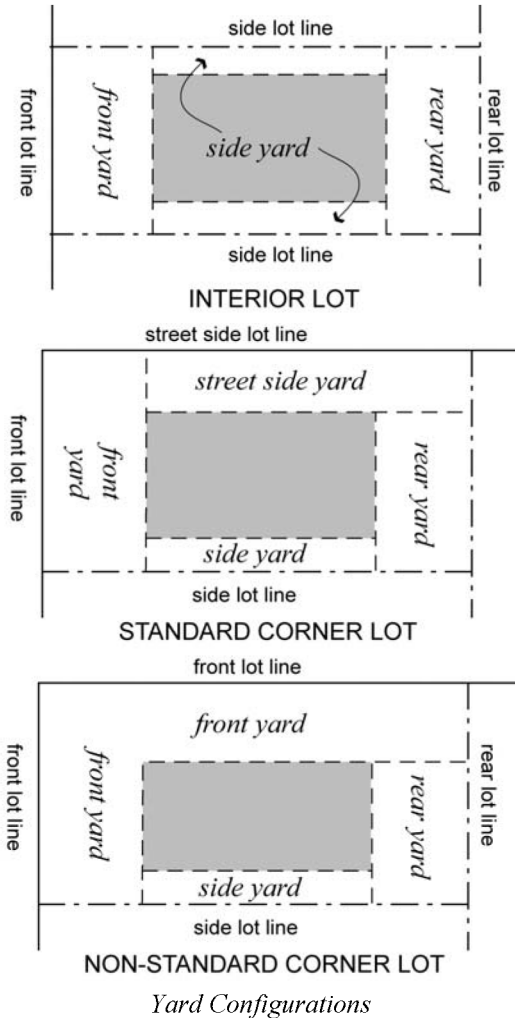 side lot line
front lot line
front yard
side yard
rear yard
rear lot line
side lot line
INTERIOR LOT
street side lot line
street side yard
front lot line
front
yard
rear yard
side yard
side lot line
STANDARD CORNER LOT
front lot line
front yard
front lot line
front yard
rear yard
rear lot line
side yard
side lot line
NON-STANDARD CORNER LOT
Yard Configurations